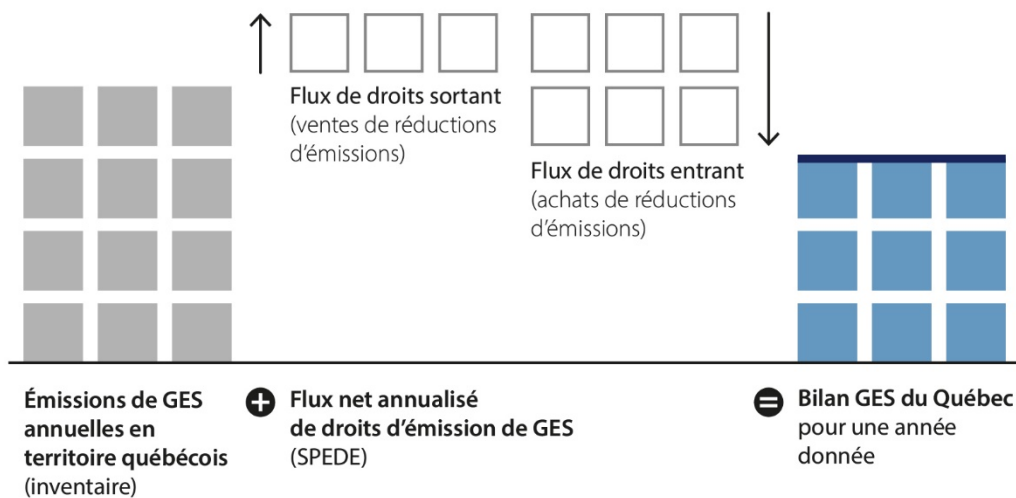 Flux de droits sortant
(ventes de réductions
d'émissions)
Flux de droits entrant
(achats de réductions
d'émissions)
Émissions de GES
annuelles en
territoire québécois
(inventaire)
+ Flux net annualisé
de droits d'émission de GES
(SPEDE)
= Bilan GES du Québec
pour une année
donnée